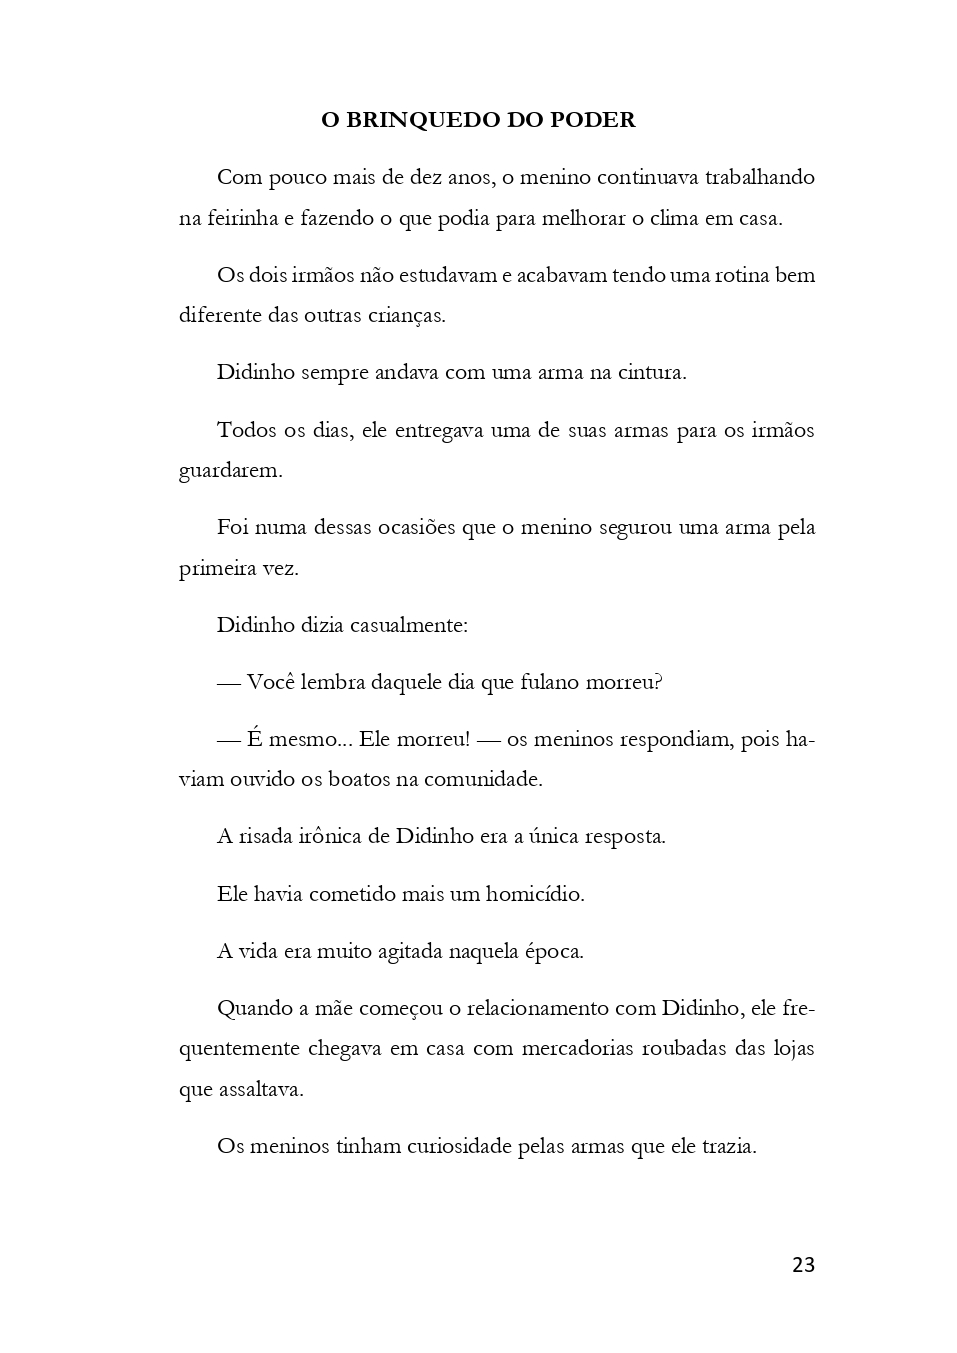 O BRINQUEDO DO PODER
Com pouco mais de dez anos, o menino continuava trabalhando
na feirinha e fazendo o que podia para melhorar o clima em casa.
Os dois irmãos não estudavam e acabavam tendo uma rotina bem
diferente das outras crianças.
Didinho sempre andava com uma arma na cintura.
Todos os dias, ele entregava uma de suas armas para os irmãos
guardarem.
Foi numa dessas ocasiões que o menino segurou uma arma pela
primeira vez.
Didinho dizia casualmente:
— Você lembra daquele dia que fulano morreu?
— É mesmo... Ele morreu! — os meninos respondiam, pois ha-
viam ouvido os boatos na comunidade.
A risada irônica de Didinho era a única resposta.
Ele havia cometido mais um homicídio.
A vida era muito agitada naquela época.
Quando a mãe começou o relacionamento com Didinho, ele fre-
quentemente chegava em casa com mercadorias roubadas das lojas
que assaltava.
Os meninos tinham curiosidade pelas armas que ele trazia.
23